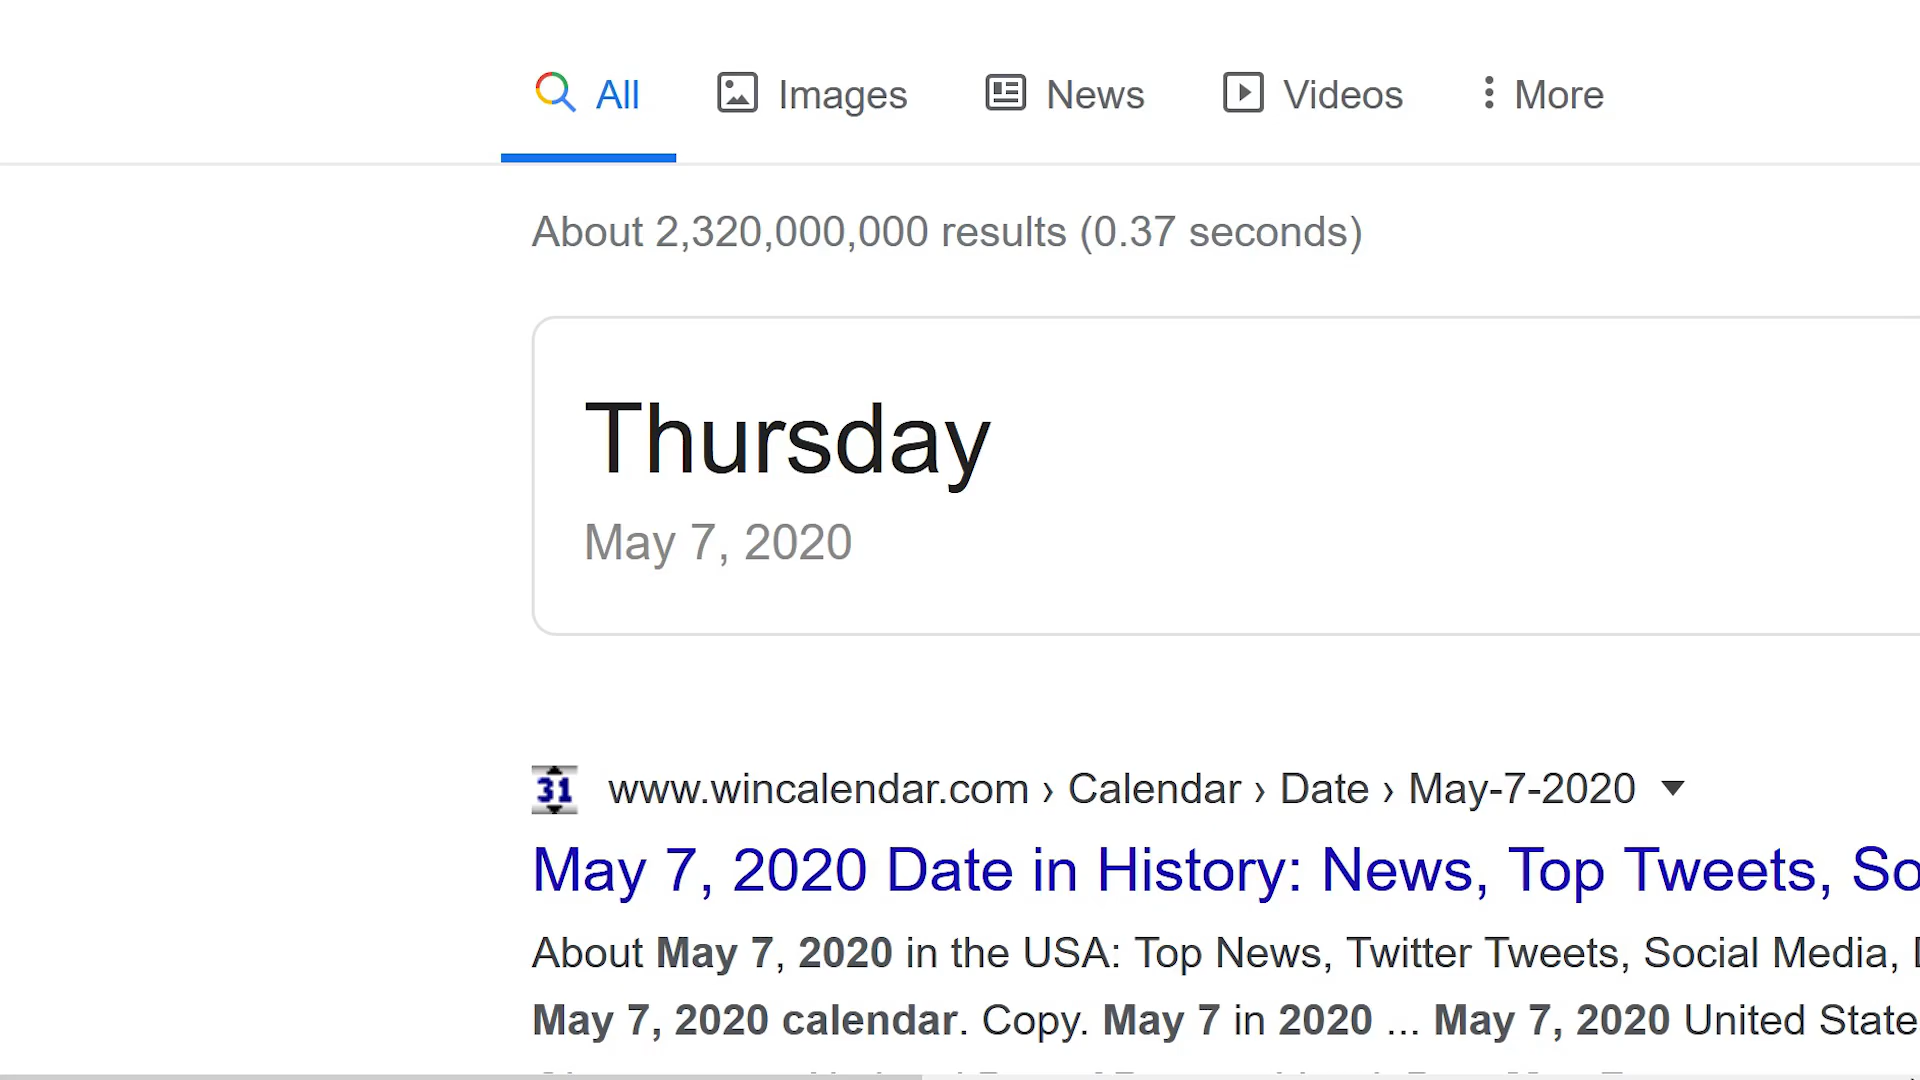 All Images News Videos More
About 2,320,000,000 results (0.37 seconds)
Thursday
May 7, 2020
31 www.wincalendar.com › Calendar › Date › May-7-2020
May 7, 2020 Date in History: News, Top Tweets, So
About May 7, 2020 in the USA: Top News, Twitter Tweets, Social Media,
May 7, 2020 calendar. Copy. May 7 in 2020 ... May 7, 2020 United State